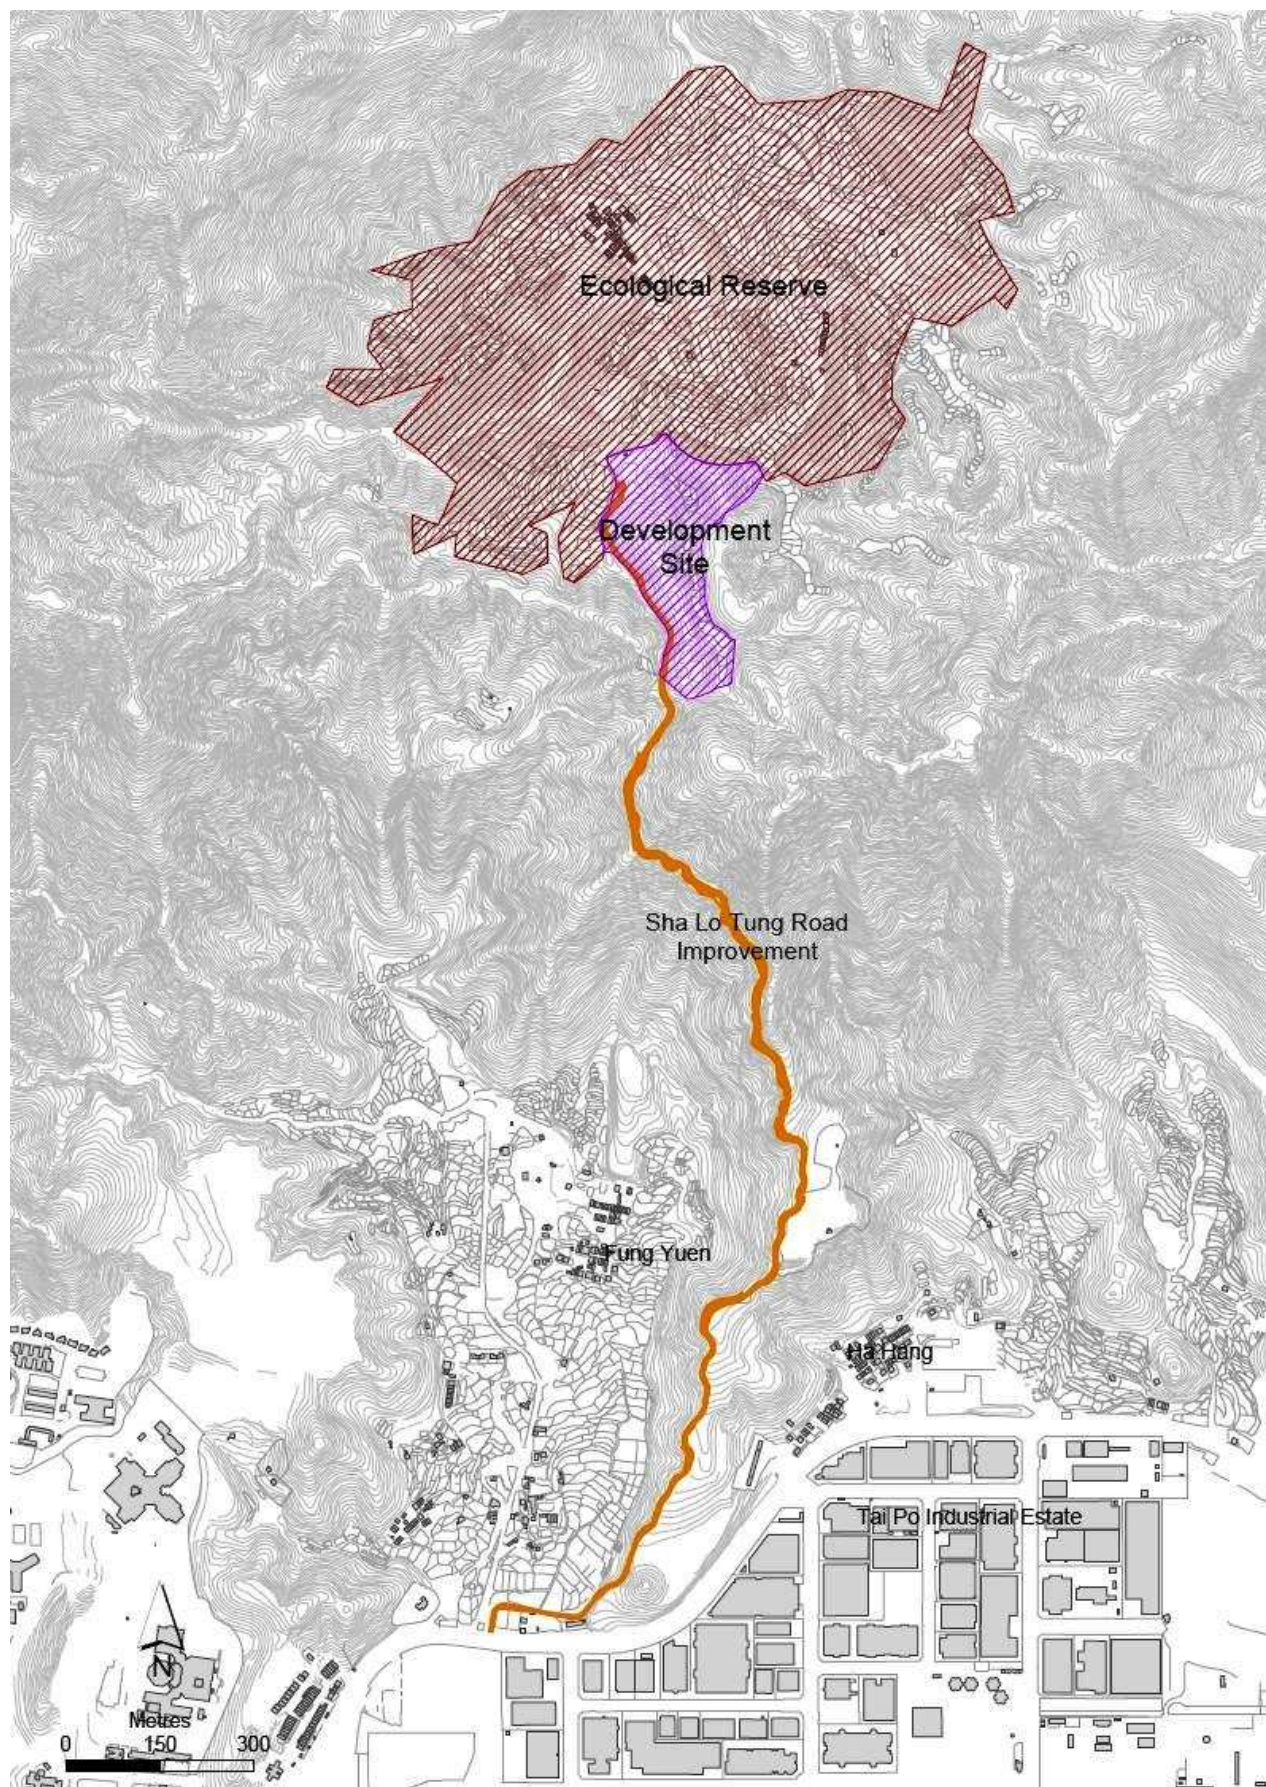 Ecological Reserve
Development
Site
Sha Lo Tung Road
Improvement
Fung Yuen
Ha Hang
Tai Po Industrial Estate
N
Metres
0 150 300